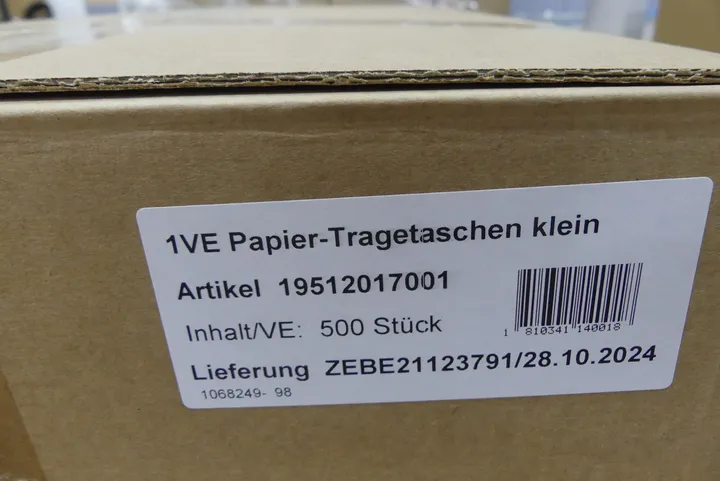 1VE Papier-Tragetaschen klein
Artikel 19512017001
Inhalt/VE: 500 Stück
1 810341 140018
Lieferung ZEBE21123791/28.10.2024
1068249- 98